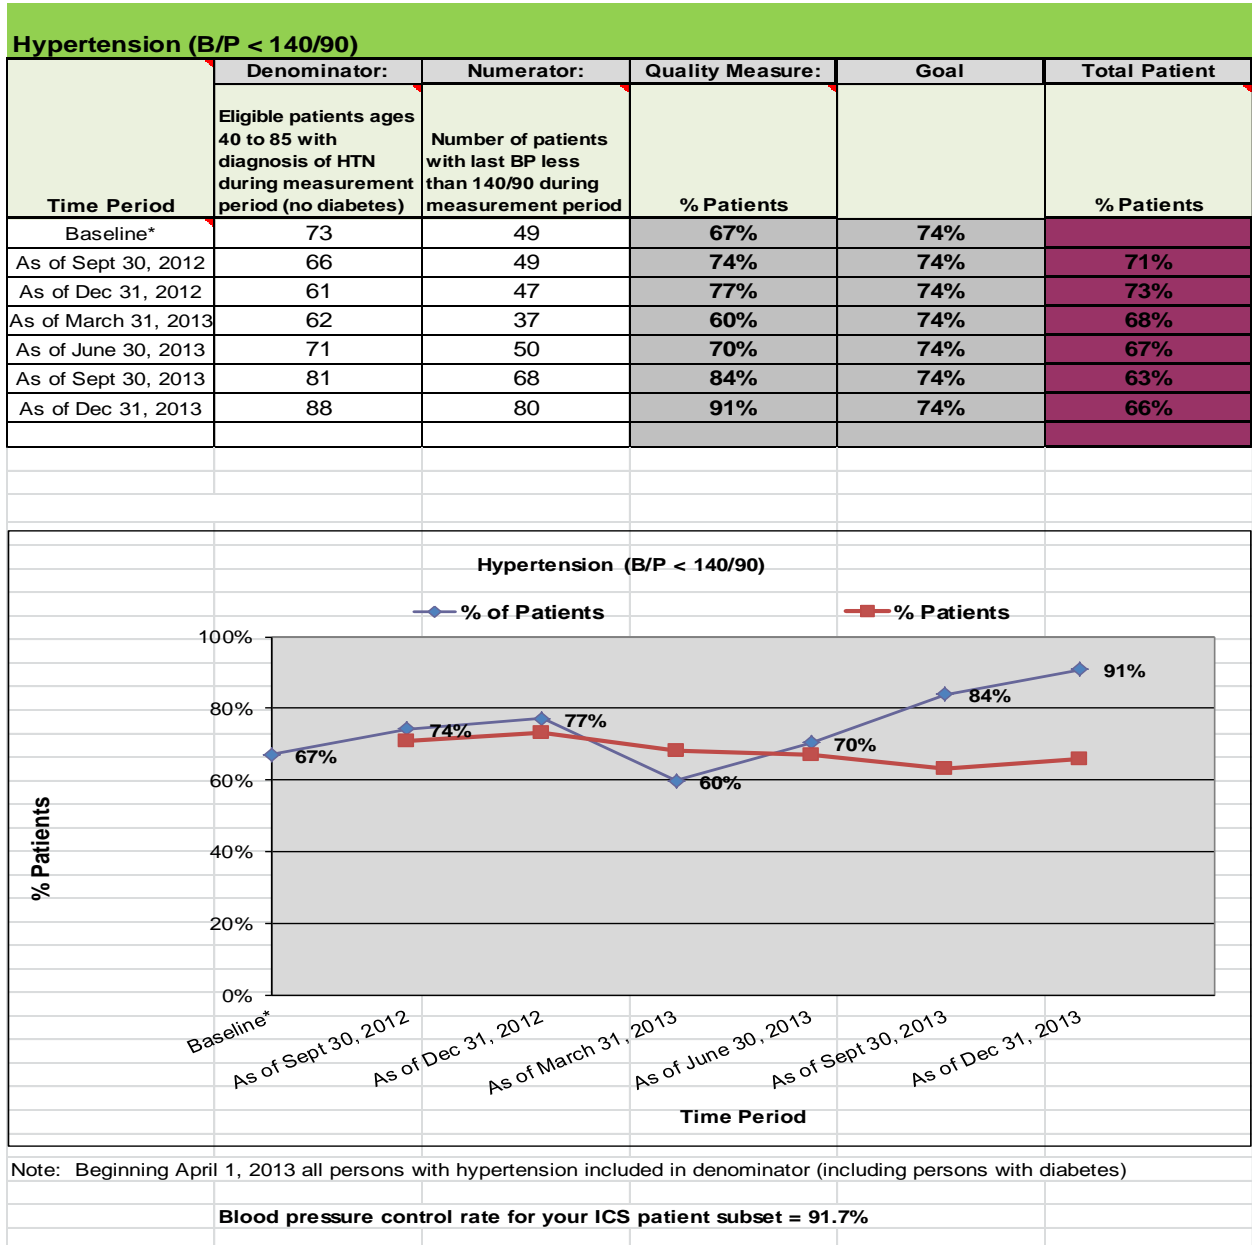 Hypertension (B/P < 140/90)
Denominator: Numerator: Quality Measure: Goal Total Patient
Time Period
Eligible patients ages
40 to 85 with
diagnosis of HTN
during measurement
period (no diabetes)
Number of patients
with last BP less
than 140/90 during
measurement period
% Patients
% Patients
Baseline* 73 49 67% 74%
As of Sept 30, 2012 66 49 74% 74% 71%
As of Dec 31, 2012 61 47 77% 74% 73%
As of March 31, 2013 62 37 60% 74% 68%
As of June 30, 2013 71 50 70% 74% 67%
As of Sept 30, 2013 81 68 84% 74% 63%
As of Dec 31, 2013 88 80 91% 74% 66%
Hypertension (B/P < 140/90)
% of Patients % Patients
100%
80%
60%
40%
20%
0%
% Patients
67%
74%
77%
60%
70%
84%
91%
Baseline*
As of Sept 30, 2012
As of Dec 31, 2012
As of March 31, 2013
As of June 30, 2013
As of Sept 30, 2013
As of Dec 31, 2013
Time Period
Note: Beginning April 1, 2013 all persons with hypertension included in denominator (including persons with diabetes)
Blood pressure control rate for your ICS patient subset = 91.7%